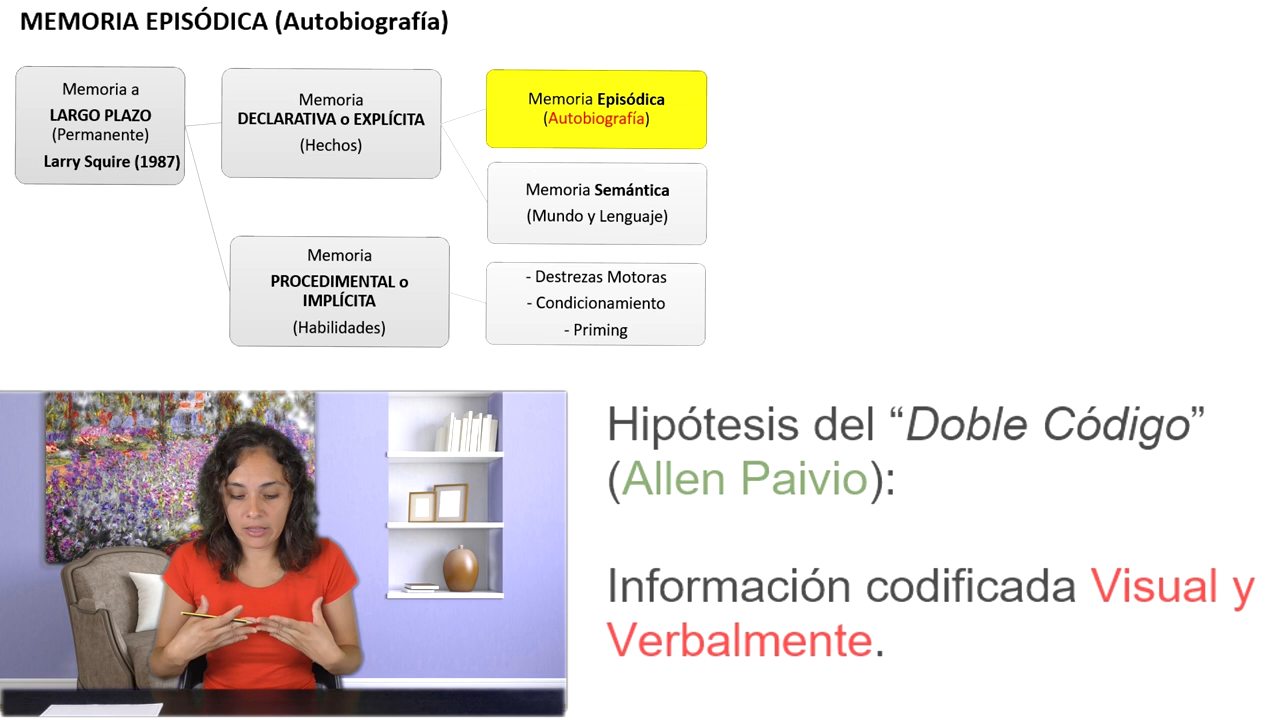 MEMORIA EPISÓDICA (Autobiografía)
Memoria a
LARGO PLAZO
(Permanente)
Larry Squire (1987)
Memoria
DECLARATIVA o EXPLÍCITA
(Hechos)
Memoria Episódica
(Autobiografía)
Memoria Semántica
(Mundo y Lenguaje)
Memoria
PROCEDIMENTAL o
IMPLÍCITA
(Habilidades)
- Destrezas Motoras
- Condicionamiento
- Priming
Hipótesis del “Doble Código”
(Allen Paivio):
Información codificada Visual y
Verbalmente.